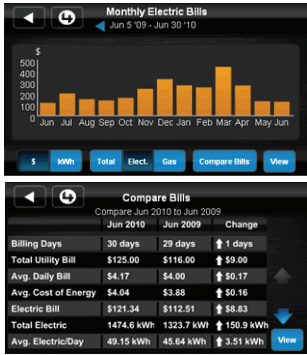 Monthly Electric Bills
Jun 5 '09 - Jun 30 '10
$
500
400
300
200
100
0
Jun Jul Aug Sep Oct Nov Dec Jan Feb Mar Apr May Jun
$ kWh Total Elect. Gas Compare Bills View
Compare Bills
Compare Jun 2010 to Jun 2009
Jun 2010 Jun 2009 Change
Billing Days 30 days 29 days 1 days
Total Utility Bill $125.00 $116.00 $9.00
Avg. Daily Bill $4.17 $4.00 $0.17
Avg. Cost of Energy $4.04 $3.88 $0.16
Electric Bill $121.34 $112.51 $8.83
Total Electric 1474.6 kWh 1323.7 kWh 150.9 kWh
Avg. Electric/Day 49.15 kWh 45.64 kWh 3.51 kWh
View